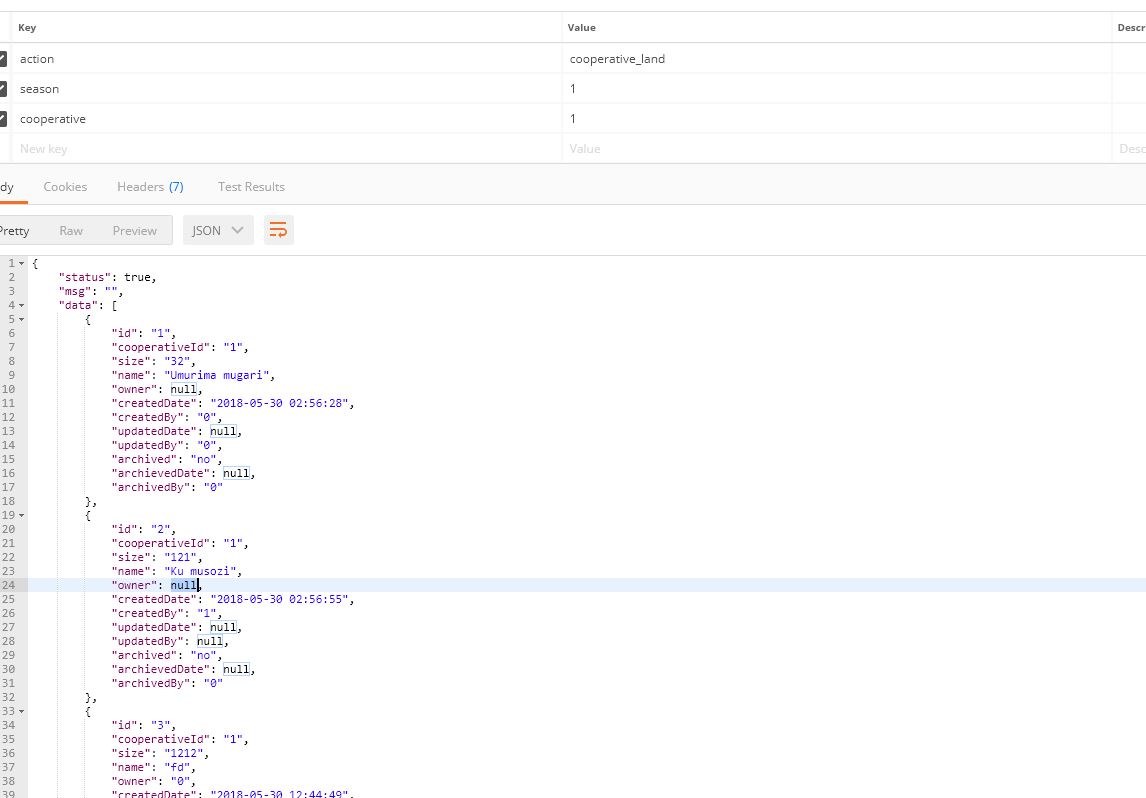 Key Value Descr
action cooperative_land
season 1
cooperative 1
New key Value Desc
dy Cookies Headers (7) Test Results
Pretty Raw Preview JSON
1 {
2 "status": true,
3 "msg": "",
4 "data": [
5 {
6 "id": "1",
7 "cooperativeId": "1",
8 "size": "32",
9 "name": "Umurima mugari",
10 "owner": null,
11 "createdDate": "2018-05-30 02:56:28",
12 "createdBy": "0",
13 "updatedDate": null,
14 "updatedBy": "0",
15 "archived": "no",
16 "archievedDate": null,
17 "archivedBy": "0"
18 },
19 {
20 "id": "2",
21 "cooperativeId": "1",
22 "size": "121",
23 "name": "Ku musozi",
24 "owner": null,
25 "createdDate": "2018-05-30 02:56:55",
26 "createdBy": "1",
27 "updatedDate": null,
28 "updatedBy": null,
29 "archived": "no",
30 "archievedDate": null,
31 "archivedBy": "0"
32 },
33 {
34 "id": "3",
35 "cooperativeId": "1",
36 "size": "1212",
37 "name": "fd",
38 "owner": "0",
39 "createdDate": "2018-05-30 12:44:49",